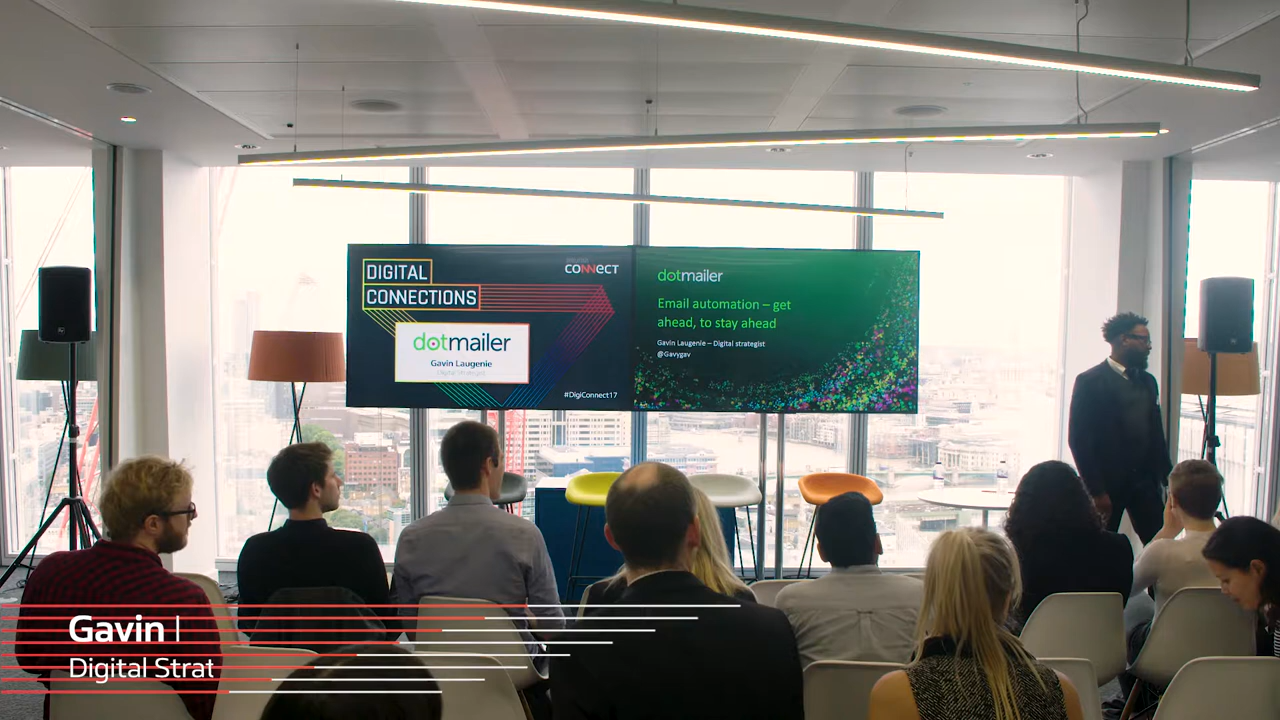 DIGITAL
CONNECTIONS
CONNECT
dotmailer
Gavin Laugenie
#DigiConnect17
dotmailer
Email automation – get
ahead, to stay ahead
Gavin Laugenie – Digital strategist
@Gavygav
Gavin
Digital Strat